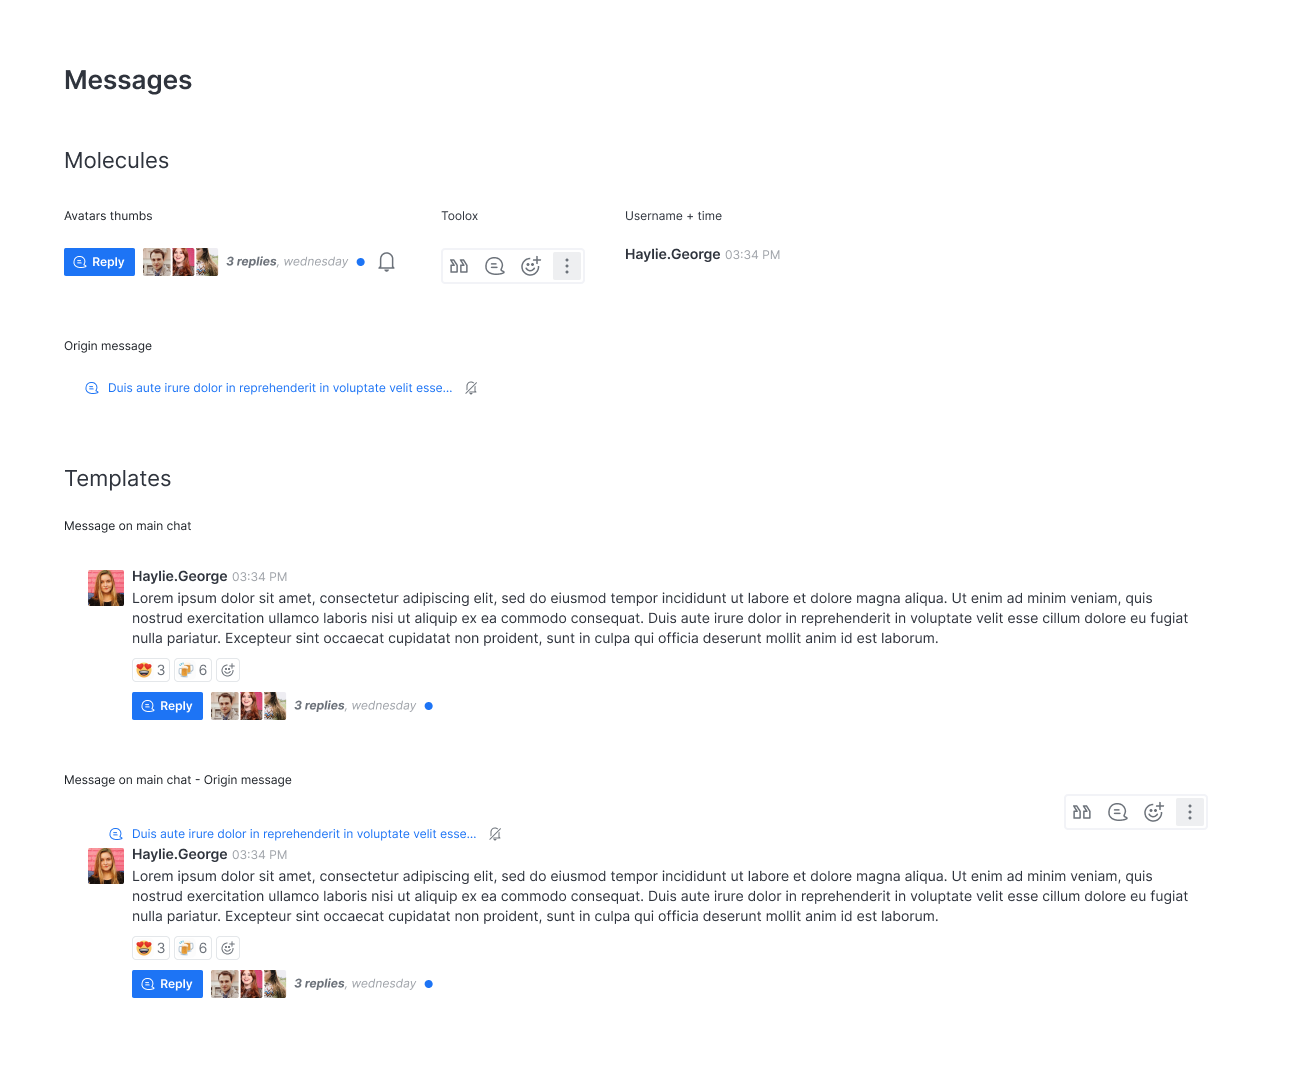 Messages
Molecules
Avatars thumbs
Toolox
Username + time
Reply
3 replies, wednesday
Haylie.George 03:34 PM
Origin message
Duis aute irure dolor in reprehenderit in voluptate velit esse...
Templates
Message on main chat
Haylie.George 03:34 PM
Lorem ipsum dolor sit amet, consectetur adipiscing elit, sed do eiusmod tempor incididunt ut labore et dolore magna aliqua. Ut enim ad minim veniam, quis
nostrud exercitation ullamco laboris nisi ut aliquip ex ea commodo consequat. Duis aute irure dolor in reprehenderit in voluptate velit esse cillum dolore eu fugiat
nulla pariatur. Excepteur sint occaecat cupidatat non proident, sunt in culpa qui officia deserunt mollit anim id est laborum.
3 6
Reply 3 replies, wednesday
Message on main chat - Origin message
Duis aute irure dolor in reprehenderit in voluptate velit esse...
Haylie.George 03:34 PM
Lorem ipsum dolor sit amet, consectetur adipiscing elit, sed do eiusmod tempor incididunt ut labore et dolore magna aliqua. Ut enim ad minim veniam, quis
nostrud exercitation ullamco laboris nisi ut aliquip ex ea commodo consequat. Duis aute irure dolor in reprehenderit in voluptate velit esse cillum dolore eu fugiat
nulla pariatur. Excepteur sint occaecat cupidatat non proident, sunt in culpa qui officia deserunt mollit anim id est laborum.
3 6
Reply 3 replies, wednesday